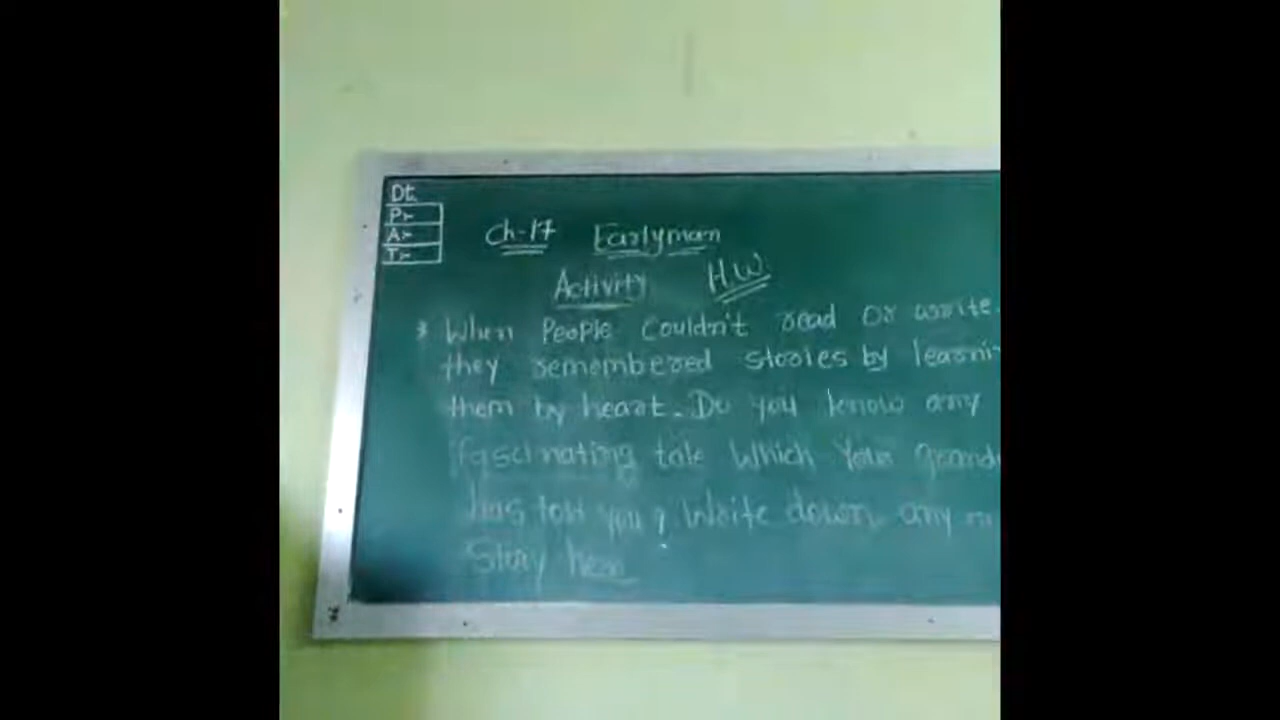 Dt.
P:-
A:-
T:-
Ch-17 Earlyman
Activity H.W.
* When People Couldn't read or write.
they remembered stories by learni
them by heart. Do you know any
fascinating tale Which Your grand
has told you ? Write down any
Story here